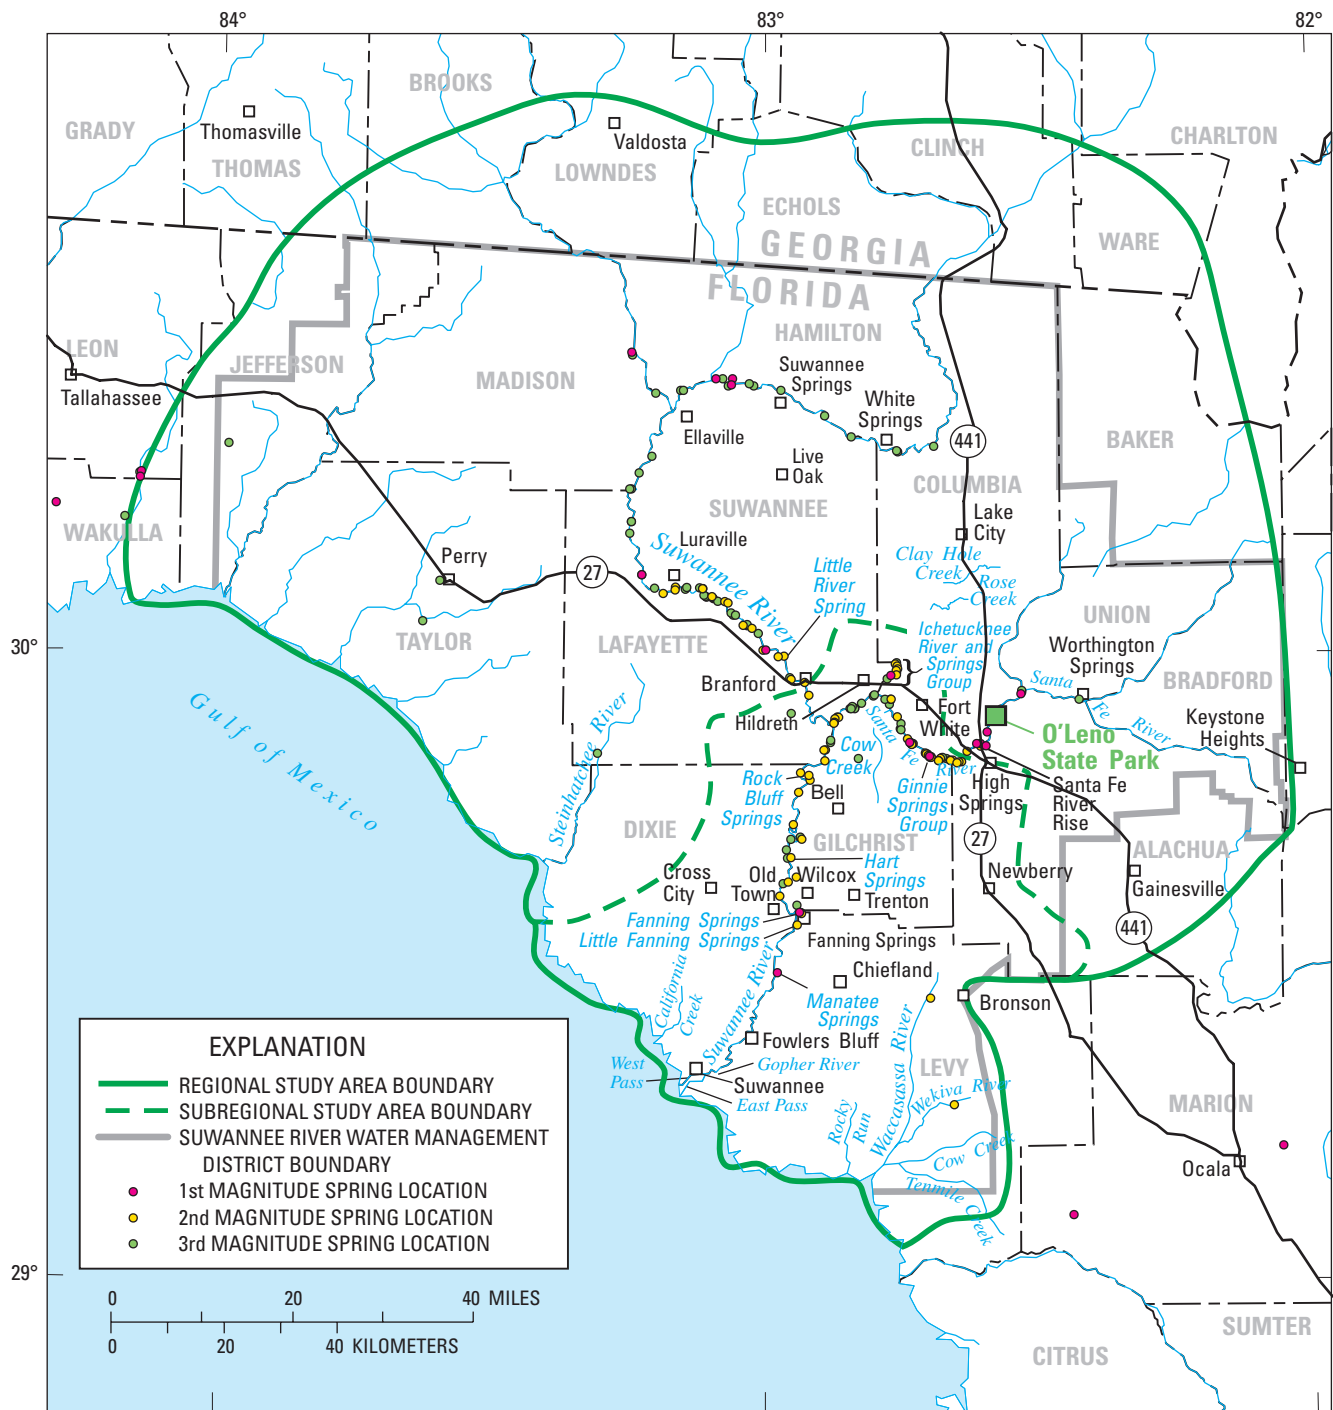 84°
83°
82°
BROOKS
GRADY
Thomasville
THOMAS
Valdosta
LOWNDES
CLINCH
CHARLTON
ECHOLS
WARE
GEORGIA
FLORIDA
HAMILTON
LEON
JEFFERSON
MADISON
Tallahassee
Suwannee
Springs
White
Springs
Ellaville
441
BAKER
Live
Oak
COLUMBIA
SUWANNEE
WAKULLA
Lake
City
Luraville
Suwannee River
Perry
27
Little
River
Spring
Clay Hole
Creek
Rose
Creek
UNION
TAYLOR
LAFAYETTE
Ichetucknee
River and
Springs
Group
Worthington
Springs
30°
Branford
Santa
Fe
River
BRADFORD
Hildreth
Fort
White
Keystone
Heights
Gulf of Mexico
Steinhatchee River
Santa
Fe
River
O'Leno
State Park
Cow
Creek
Rock
Bluff
Springs
Bell
Ginnie
Springs
Group
High
Springs
Santa Fe
River
Rise
DIXIE
GILCHRIST
27
ALACHUA
Hart
Springs
Cross
City
Old
Town
Wilcox
Trenton
Newberry
Gainesville
Fanning Springs
441
Little Fanning Springs
Fanning Springs
Chiefland
California
Creek
Suwannee River
Manatee
Springs
Bronson
Waccasassa River
Fowlers Bluff
West
Pass
Gopher River
Suwannee
East Pass
LEVY
Wekiva River
MARION
Rocky
Run
Cow Creek
Ocala
Tenmile Creek
29°
SUMTER
CITRUS
EXPLANATION
REGIONAL STUDY AREA BOUNDARY
SUBREGIONAL STUDY AREA BOUNDARY
SUWANNEE RIVER WATER MANAGEMENT
DISTRICT BOUNDARY
1st MAGNITUDE SPRING LOCATION
2nd MAGNITUDE SPRING LOCATION
3rd MAGNITUDE SPRING LOCATION
0 20 40 MILES
0 20 40 KILOMETERS